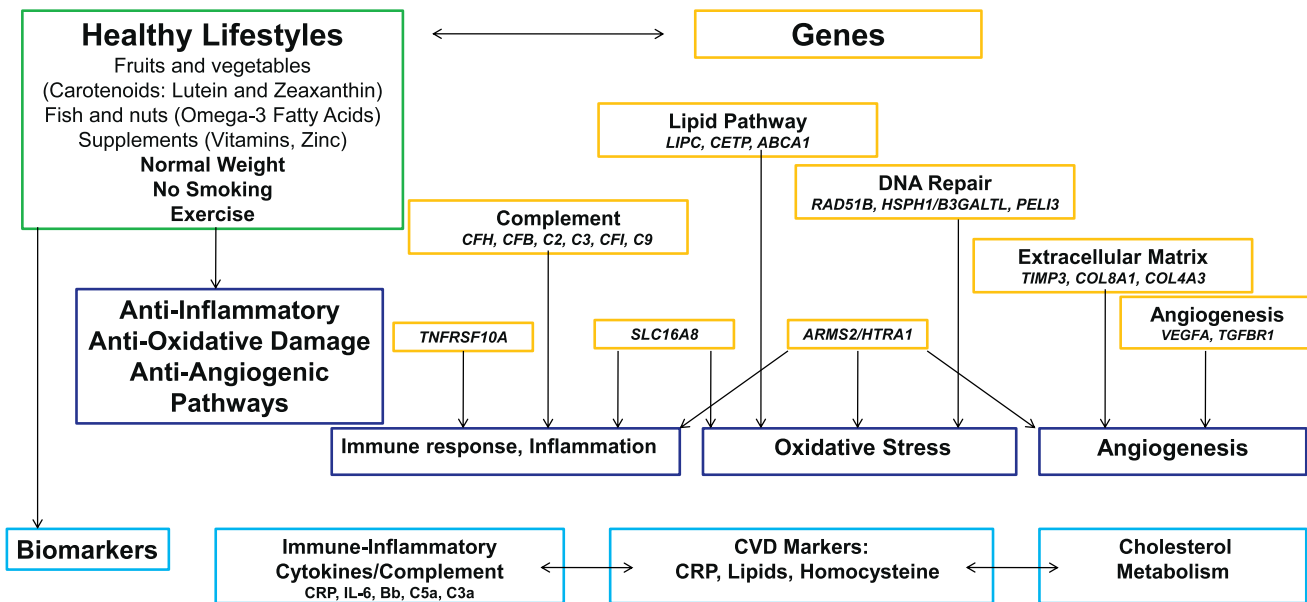 Healthy Lifestyles
Fruits and vegetables
(Carotenoids: Lutein and Zeaxanthin)
Fish and nuts (Omega-3 Fatty Acids)
Supplements (Vitamins, Zinc)
Normal Weight
No Smoking
Exercise
Genes
Lipid Pathway
LIPC, CETP, ABCA1
DNA Repair
RAD51B, HSPH1/B3GALTL, PELI3
Complement
CFH, CFB, C2, C3, CFI, C9
Extracellular Matrix
TIMP3, COL8A1, COL4A3
Angiogenesis
VEGFA, TGFBR1
Anti-Inflammatory
Anti-Oxidative Damage
Anti-Angiogenic
Pathways
TNFRSF10A
SLC16A8
ARMS2/HTRA1
Immune response, Inflammation
Oxidative Stress
Angiogenesis
Biomarkers
Immune-Inflammatory
Cytokines/Complement
CRP, IL-6, Bb, C5a, C3a
CVD Markers:
CRP, Lipids, Homocysteine
Cholesterol
Metabolism